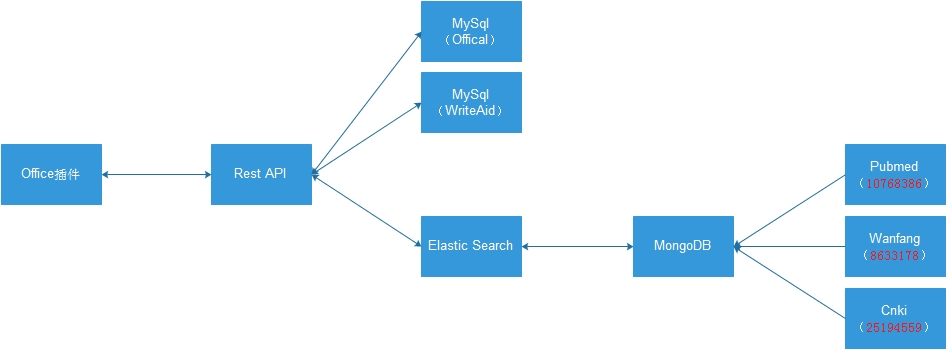 MySql
（Offical）
MySql
（WriteAid）
Office插件
Rest API
Elastic Search
MongoDB
Pubmed
（10768386）
Wanfang
（8633178）
Cnki
（25194559）